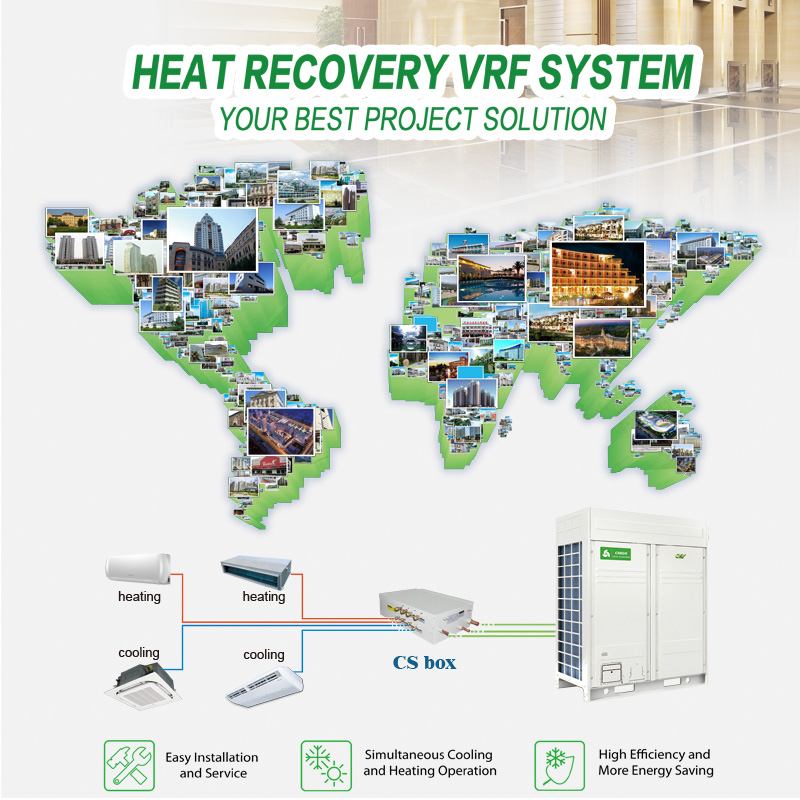 HEAT RECOVERY VRF SYSTEM
YOUR BEST PROJECT SOLUTION
heating
heating
cooling
cooling
CS box
CHIGO
Easy Installation
and Service
Simultaneous Cooling
and Heating Operation
High Efficiency and
More Energy Saving